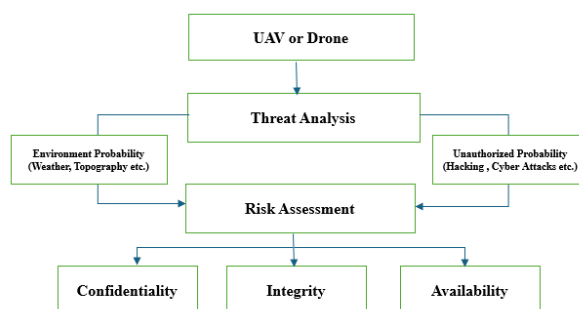 UAV or Drone
Threat Analysis
Environment Probability
(Weather, Topography etc.)
Unauthorized Probability
(Hacking , Cyber Attacks etc.)
Risk Assessment
Confidentiality
Integrity
Availability